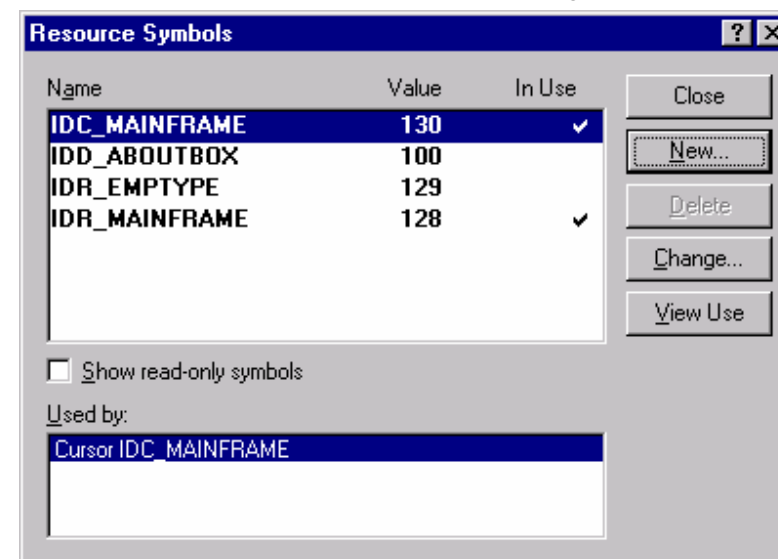 Resource Symbols
Name Value In Use
IDC_MAINFRAME 130 ✔
IDD_ABOUTBOX 100
IDR_EMPTYPE 129
IDR_MAINFRAME 128 ✔
Close
New...
Delete
Change...
View Use
Show read-only symbols
Used by:
Cursor IDC_MAINFRAME